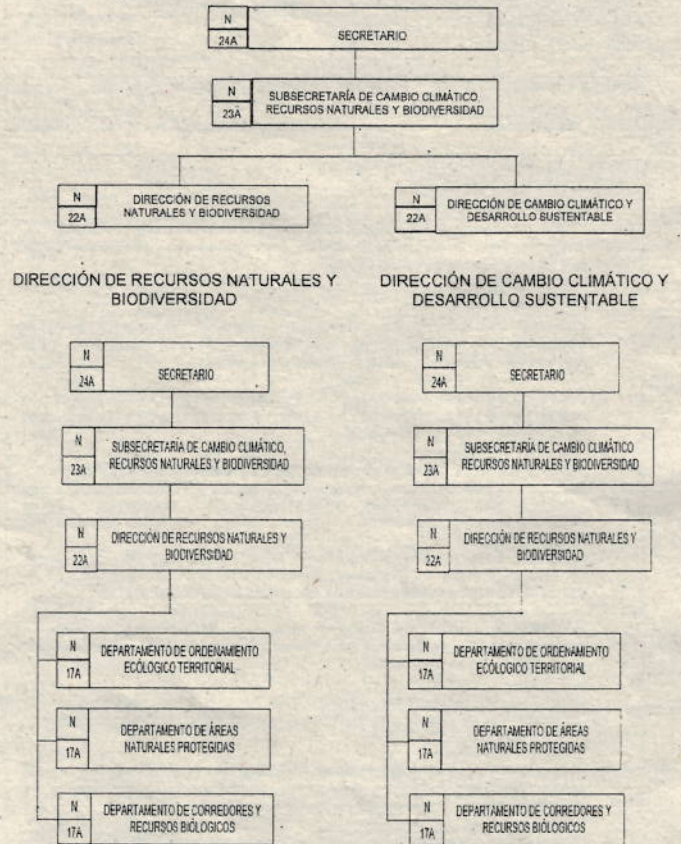 N
24A
SECRETARIO
N
23A
SUBSECRETARÍA DE CAMBIO CLIMÁTICO
RECURSOS NATURALES Y BIODIVERSIDAD
N
22A
DIRECCIÓN DE RECURSOS
NATURALES Y BIODIVERSIDAD
N
22A
DIRECCIÓN DE CAMBIO CLIMÁTICO Y
DESARROLLO SUSTENTABLE
DIRECCIÓN DE RECURSOS NATURALES Y
BIODIVERSIDAD
N
24A
SECRETARIO
N
23A
SUBSECRETARÍA DE CAMBIO CLIMÁTICO,
RECURSOS NATURALES Y BIODIVERSIDAD
N
22A
DIRECCIÓN DE RECURSOS NATURALES Y
BIODIVERSIDAD
N
17A
DEPARTAMENTO DE ORDENAMIENTO
ECÓLOGICO TERRITORIAL
N
17A
DEPARTAMENTO DE ÁREAS
NATURALES PROTEGIDAS
N
17A
DEPARTAMENTO DE CORREDORES Y
RECURSOS BIÓLOGICOS
DIRECCIÓN DE CAMBIO CLIMÁTICO Y
DESARROLLO SUSTENTABLE
N
24A
SECRETARIO
N
23A
SUBSECRETARÍA DE CAMBIO CLIMÁTICO
RECURSOS NATURALES Y BIODIVERSIDAD
N
22A
DIRECCIÓN DE RECURSOS NATURALES Y
BIODIVERSIDAD
N
17A
DEPARTAMENTO DE ORDENAMIENTO
ECÓLOGICO TERRITORIAL
N
17A
DEPARTAMENTO DE ÁREAS
NATURALES PROTEGIDAS
N
17A
DEPARTAMENTO DE CORREDORES Y
RECURSOS BIÓLOGICOS